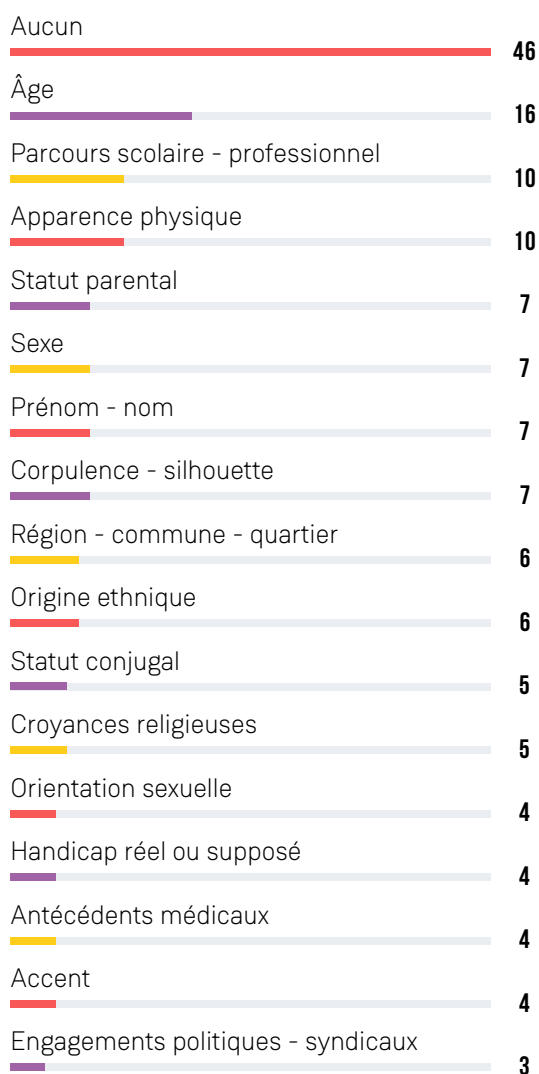 Aucun
46
Âge
16
Parcours scolaire - professionnel
10
Apparence physique
10
Statut parental
7
Sexe
7
Prénom - nom
7
Corpulence - silhouette
7
Région - commune - quartier
6
Origine ethnique
6
Statut conjugal
5
Croyances religieuses
5
Orientation sexuelle
4
Handicap réel ou supposé
4
Antécédents médicaux
4
Accent
4
Engagements politiques - syndicaux
3